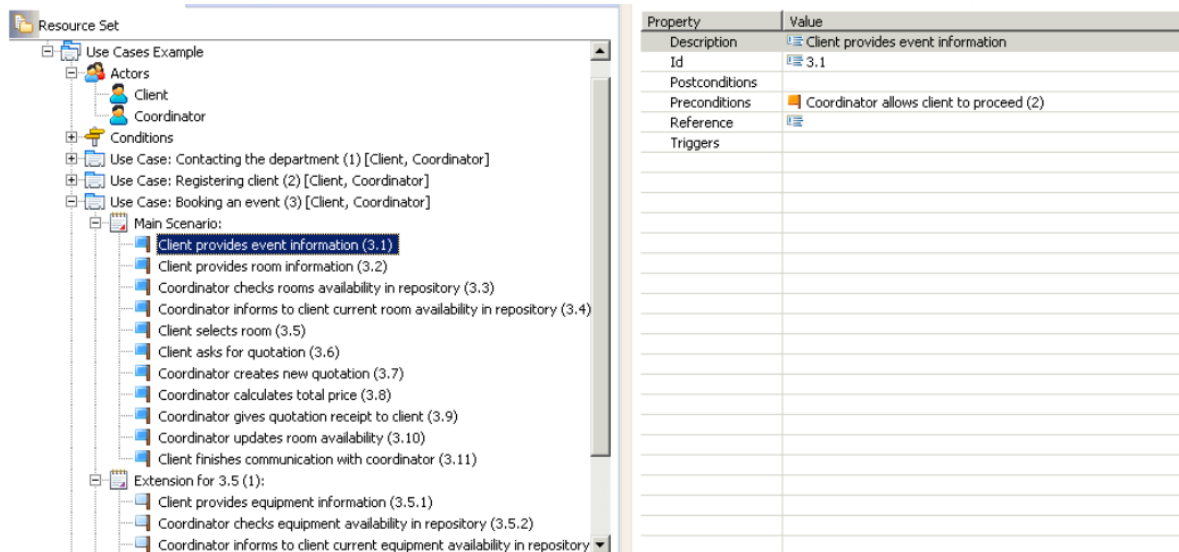 Resource Set
Use Cases Example
Actors
Client
Coordinator
Conditions
Use Case: Contacting the department (1) [Client, Coordinator]
Use Case: Registering client (2) [Client, Coordinator]
Use Case: Booking an event (3) [Client, Coordinator]
Main Scenario:
Client provides event information (3.1)
Client provides room information (3.2)
Coordinator checks rooms availability in repository (3.3)
Coordinator informs to client current room availability in repository (3.4)
Client selects room (3.5)
Client asks for quotation (3.6)
Coordinator creates new quotation (3.7)
Coordinator calculates total price (3.8)
Coordinator gives quotation receipt to client (3.9)
Coordinator updates room availability (3.10)
Client finishes communication with coordinator (3.11)
Extension for 3.5 (1):
Client provides equipment information (3.5.1)
Coordinator checks equipment availability in repository (3.5.2)
Coordinator informs to client current equipment availability in repository
Property Value
Description Client provides event information
Id 3.1
Postconditions
Preconditions Coordinator allows client to proceed (2)
Reference
Triggers